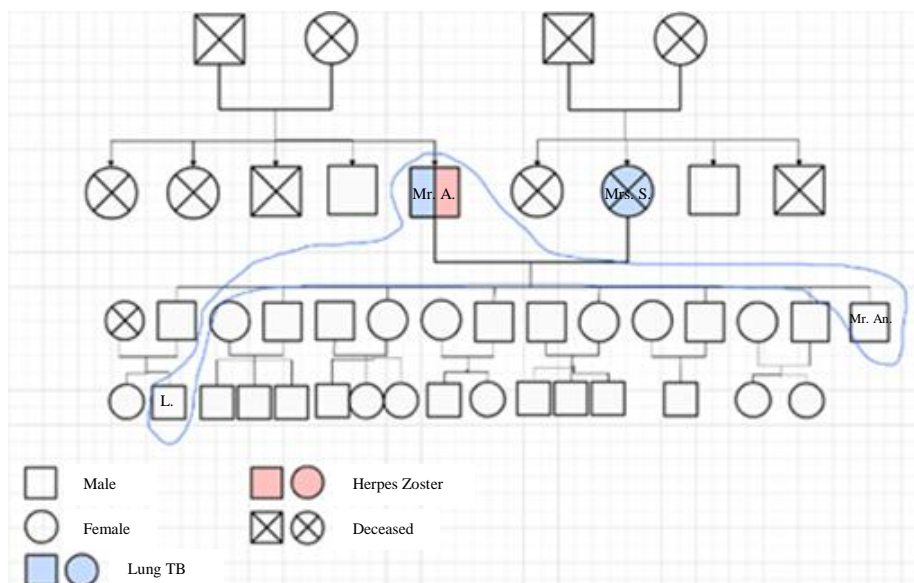 Mr. A.
Mrs. S.
Mr. An.
L.
Male
Herpes Zoster
Female
Deceased
Lung TB